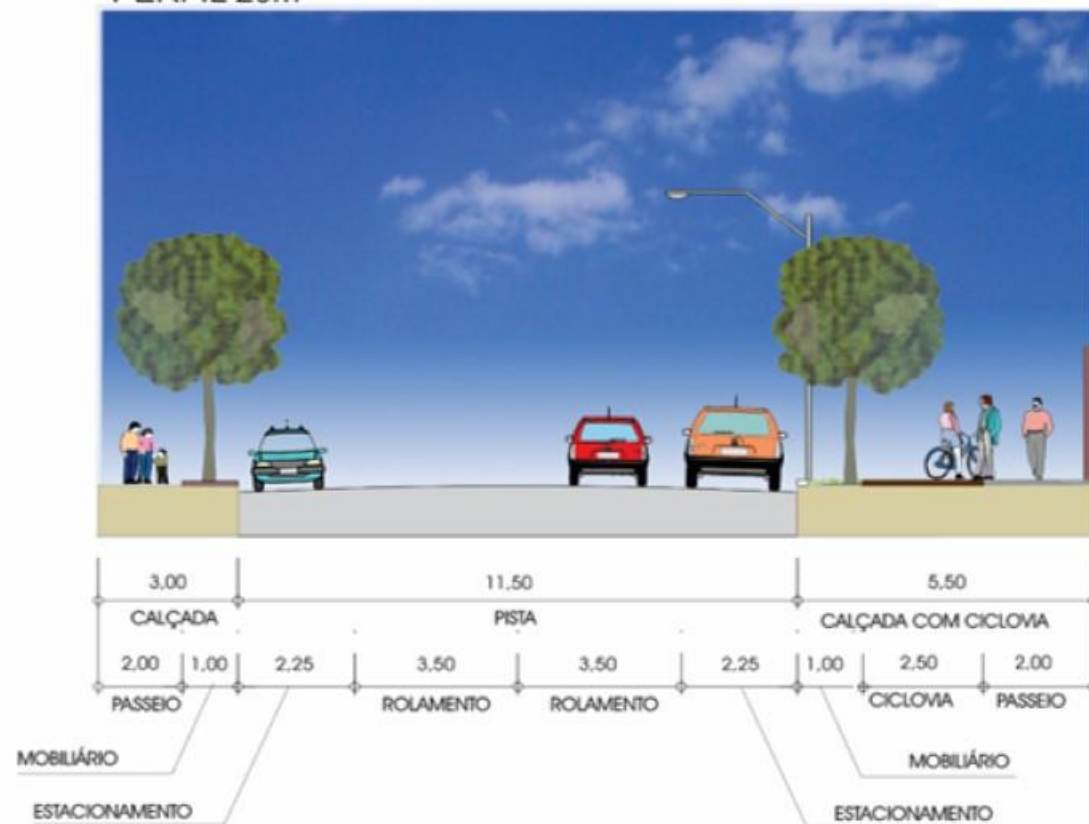 3,00 11,50 5,50
CALÇADA PISTA CALÇADA COM CICLOVIA
2,00 1,00 2,25 3,50 3,50 2,25 1,00 2,50 2,00
PASSEIO ROLAMENTO ROLAMENTO CICLOVIA PASSEIO
MOBILIÁRIO MOBILIÁRIO
ESTACIONAMENTO ESTACIONAMENTO